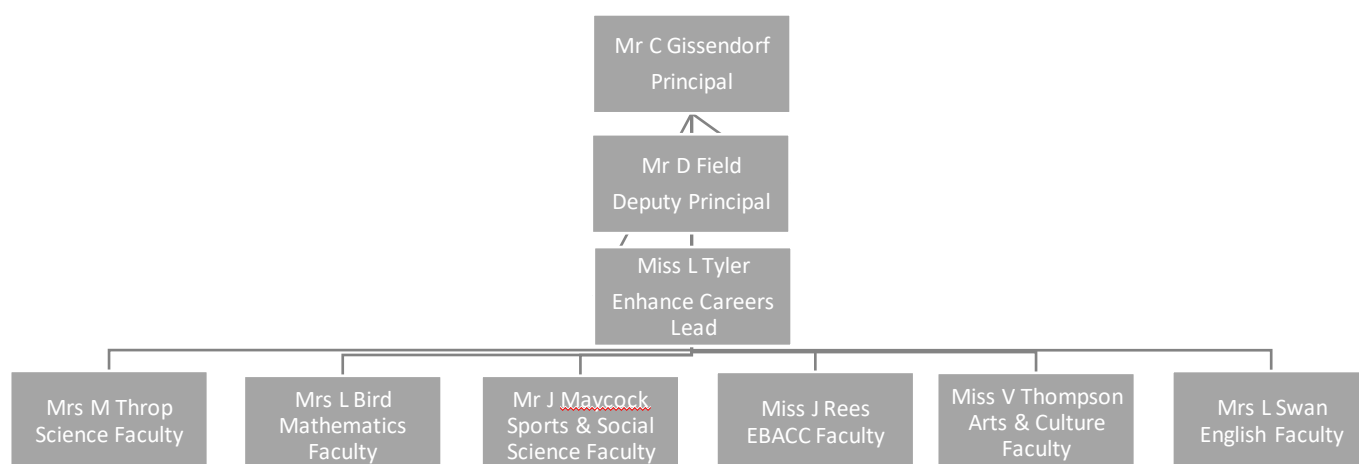 Mr C Gissendorf
Principal
Mr D Field
Deputy Principal
Miss L Tyler
Enhance Careers
Lead
Mrs M Throp
Science Faculty
Mrs L Bird
Mathematics
Faculty
Mr J Maycock
Sports & Social
Science Faculty
Miss J Rees
EBACC Faculty
Miss V Thompson
Arts & Culture
Faculty
Mrs L Swan
English Faculty